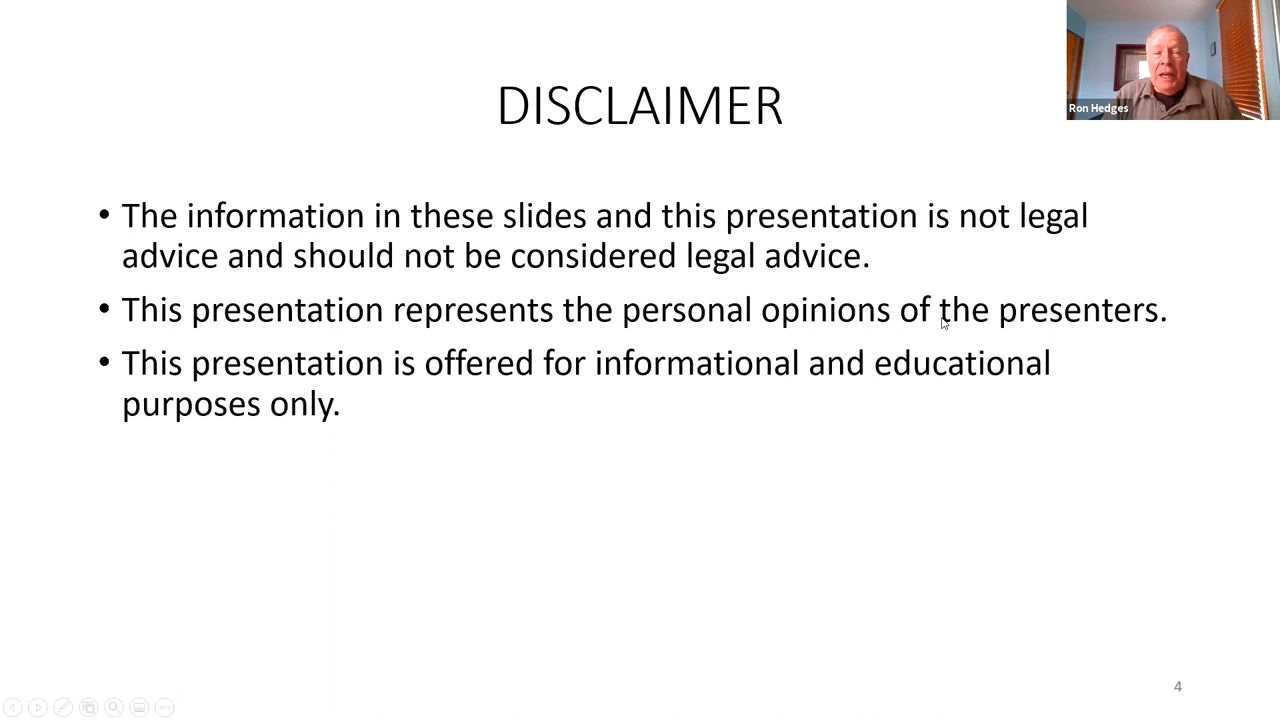 Ron Hedges
DISCLAIMER
• The information in these slides and this presentation is not legal
advice and should not be considered legal advice.
• This presentation represents the personal opinions of the presenters.
• This presentation is offered for informational and educational
purposes only.
4